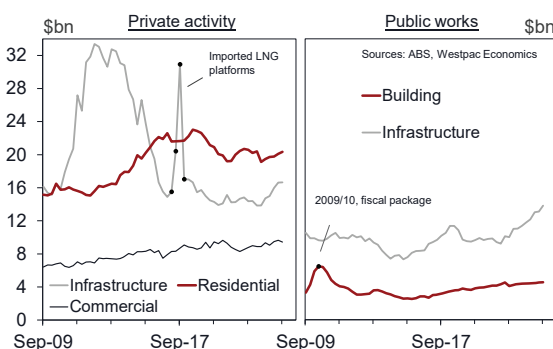 Private activity
Public works
$bn
$bn
32
28
24
20
16
12
8
4
0
Imported LNG
platforms
Infrastructure
Residential
Commercial
Sep-09
Sep-17
Sources: ABS, Westpac Economics
Building
Infrastructure
2009/10, fiscal package
Sep-09
Sep-17